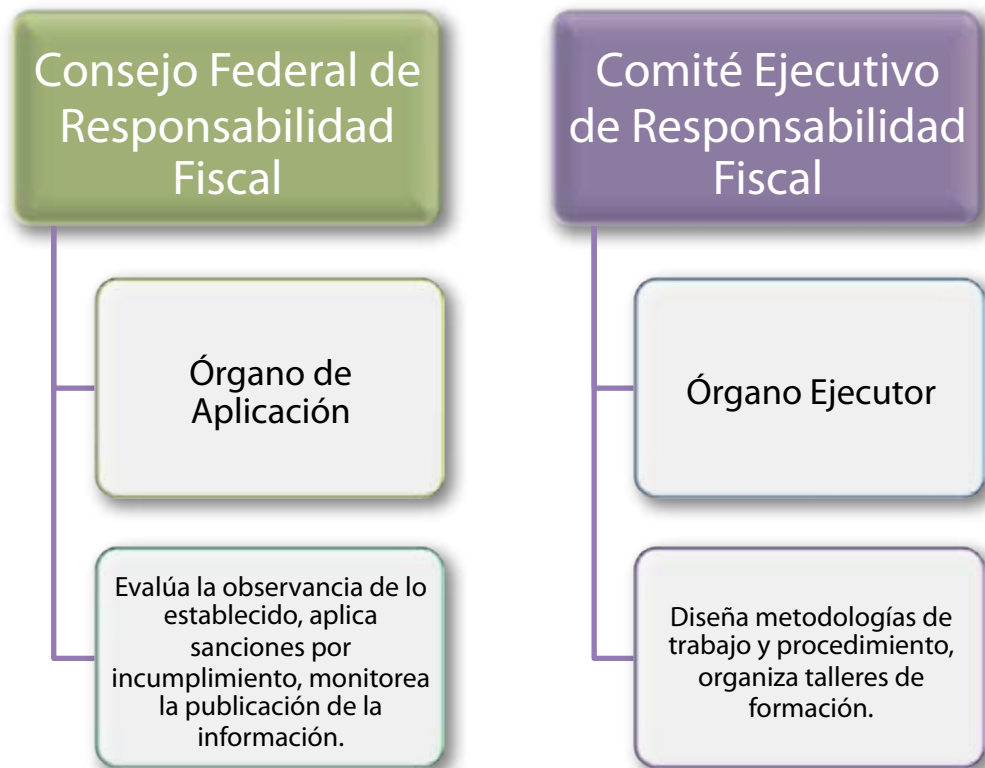 Consejo Federal de
Responsabilidad
Fiscal
Órgano de
Aplicación
Evalúa la observancia de lo
establecido, aplica
sanciones por
incumplimiento, monitorea
la publicación de la
información.
Comité Ejecutivo
de Responsabilidad
Fiscal
Órgano Ejecutor
Diseña metodologías de
trabajo y procedimiento,
organiza talleres de
formación.